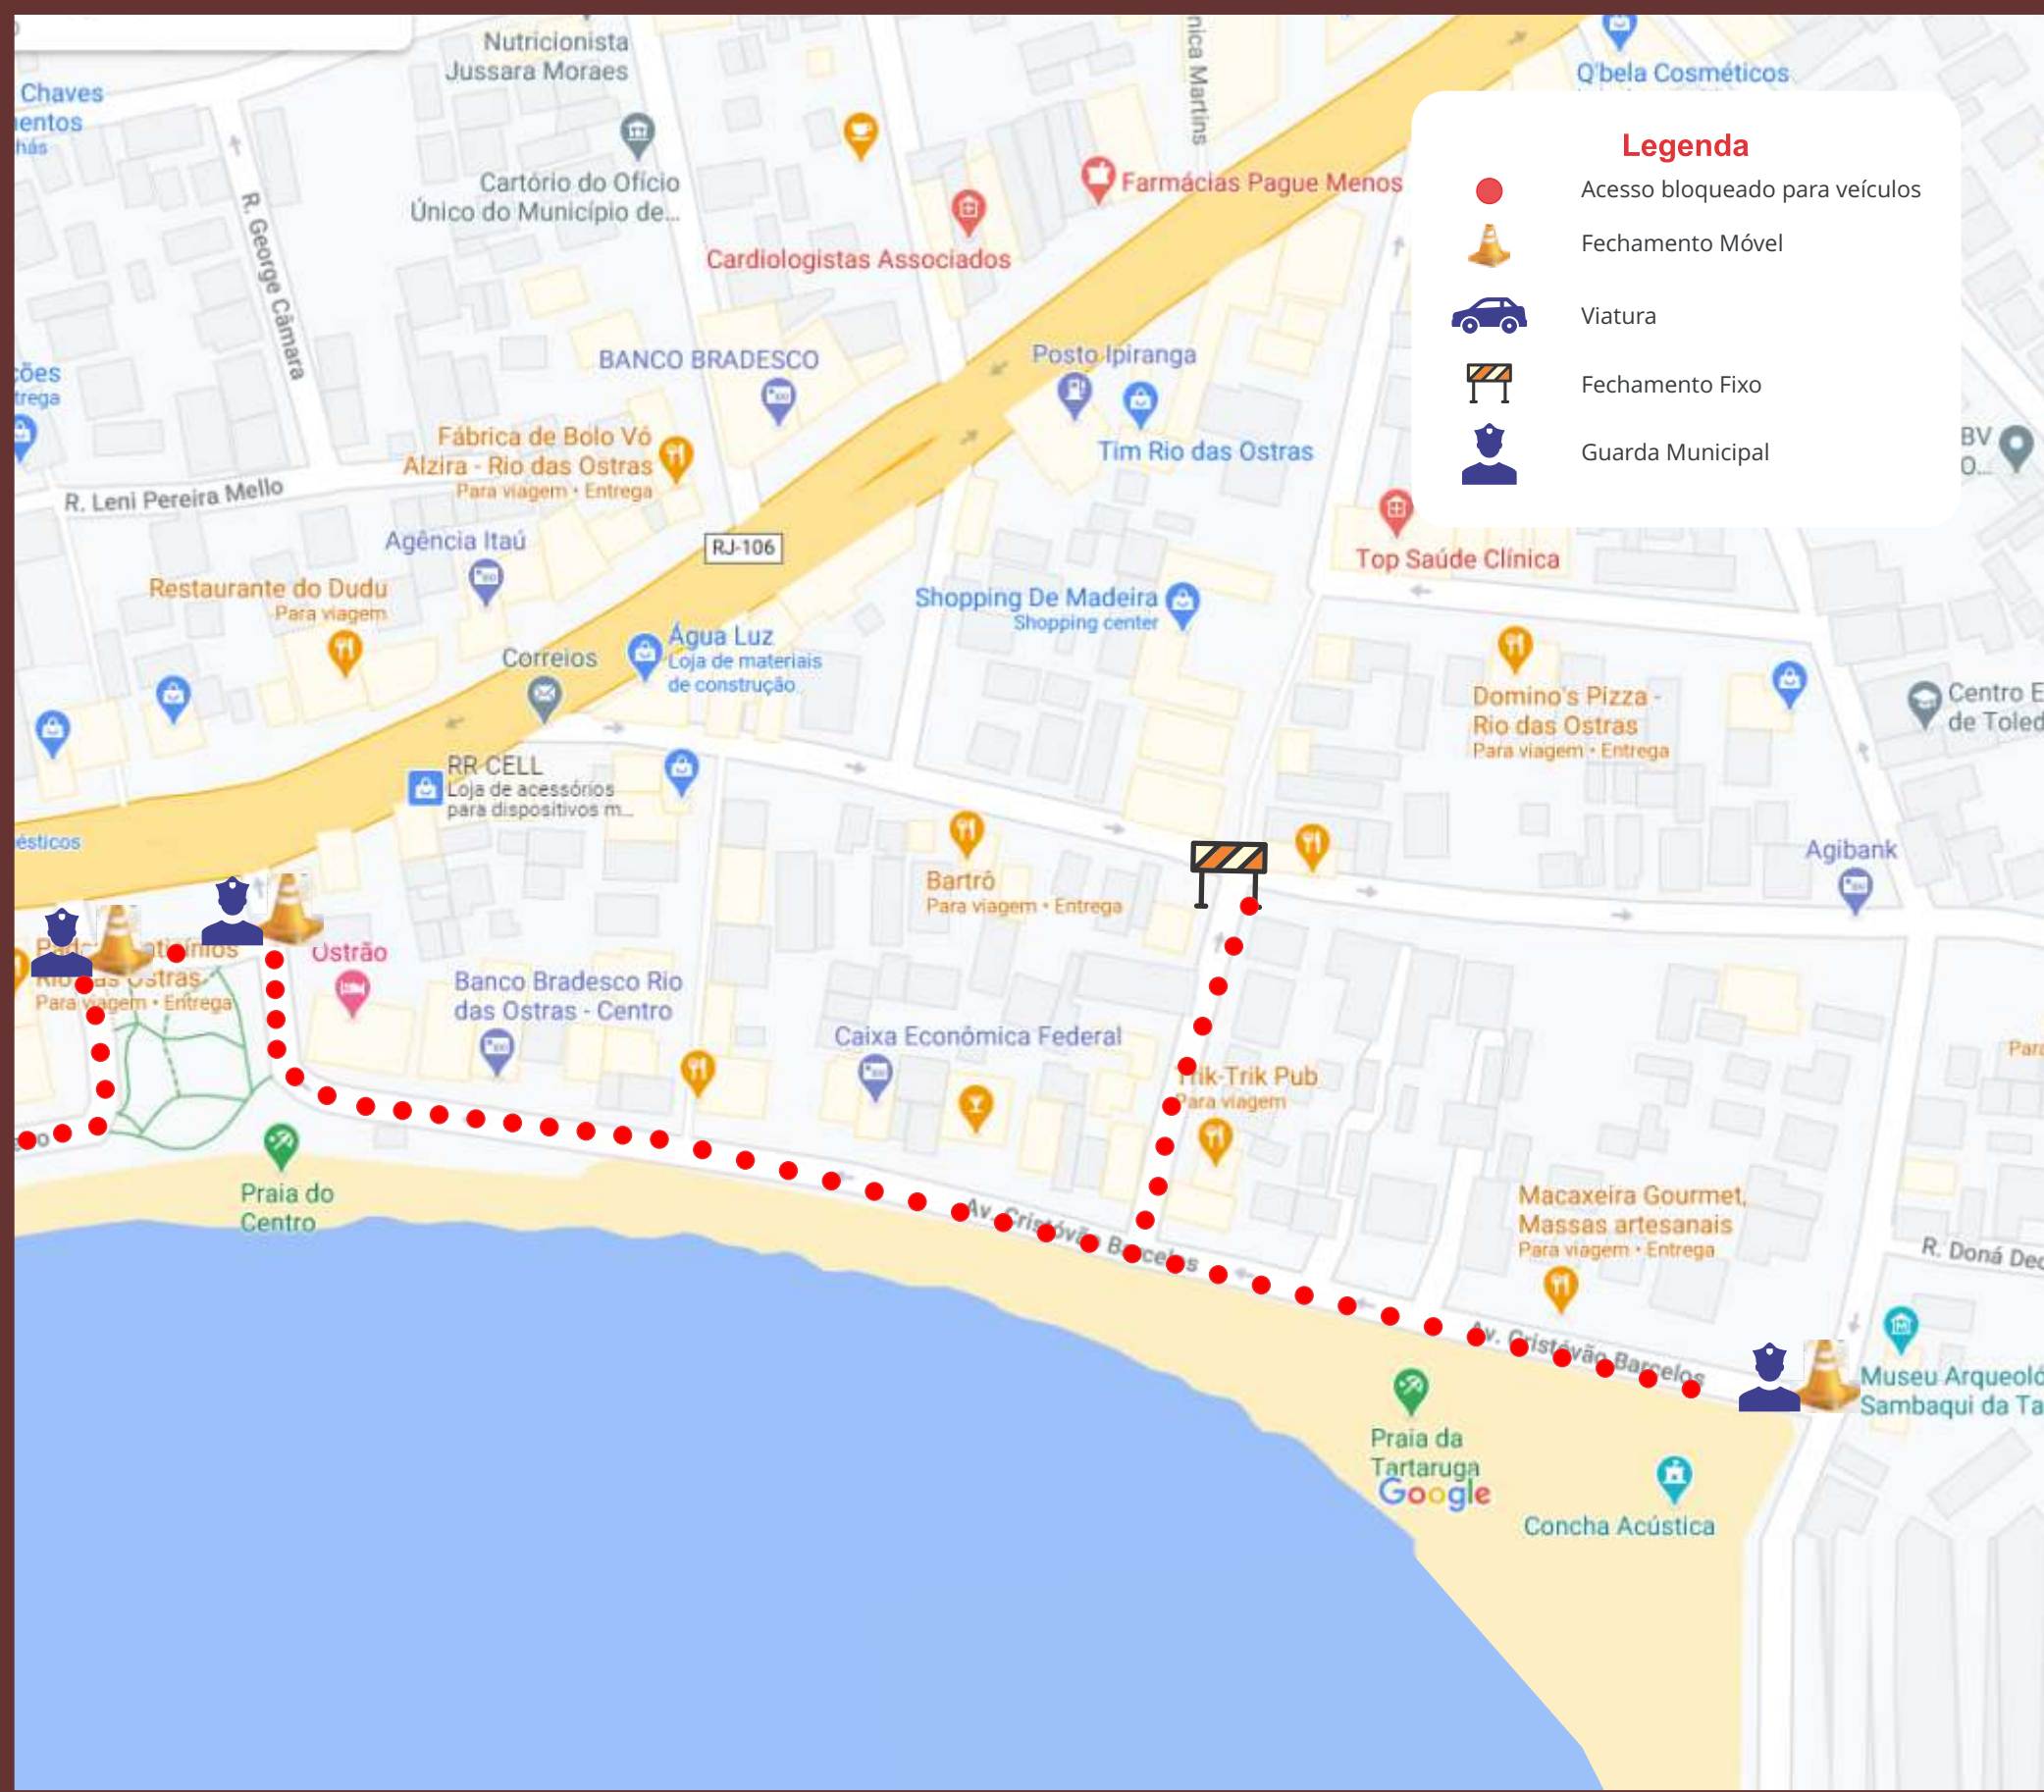 Nutricionista
Jussara Moraes
Chaves
Q'bela Cosméticos
Legenda
Acesso bloqueado para veículos
Fechamento Móvel
Viatura
Fechamento Fixo
Guarda Municipal
Cartório do Ofício
Único do Município de...
Farmácias Pague Menos
Cardiologistas Associados
R. George Câmara
BANCO BRADESCO
Posto Ipiranga
Tim Rio das Ostras
Fábrica de Bolo Vó
Alzira - Rio das Ostras
Para viagem • Entrega
R. Leni Pereira Mello
BV
O...
Agência Itaú
RJ-106
Top Saúde Clínica
Restaurante do Dudu
Para viagem
Shopping De Madeira
Shopping center
Água Luz
Loja de materiais
de construção
Correios
Domino's Pizza -
Rio das Ostras
Para viagem • Entrega
Centro E
de Toled
RR CELL
Loja de acessórios
para dispositivos m...
Bartrô
Para viagem • Entrega
Agibank
Ostrão
Para viagem • Entrega
Banco Bradesco Rio
das Ostras - Centro
Caixa Econômica Federal
Trik-Trik Pub
Para viagem
Praia do
Centro
Av. Cristóvão Barcelos
Macaxeira Gourmet,
Massas artesanais
Para viagem • Entrega
R. Doná Ded
Av. Cristóvão Barcelos
Museu Arqueoló
Sambaqui da Ta
Praia da
Tartaruga
Google
Concha Acústica